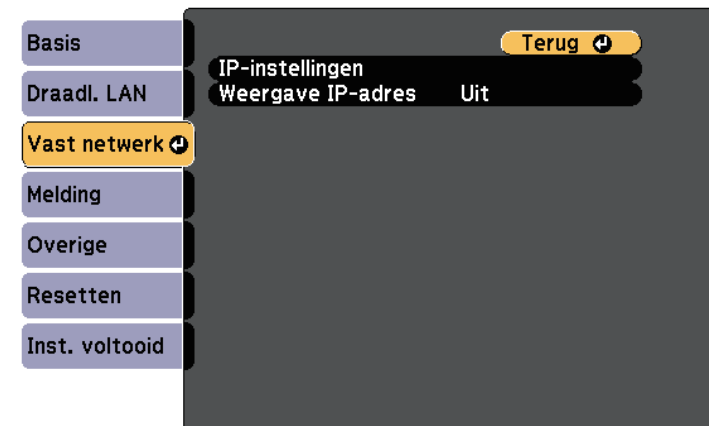 Basis
Draadl. LAN
Vast netwerk
Melding
Overige
Resetten
Inst. voltooid
Terug
IP-instellingen
Weergave IP-adres Uit